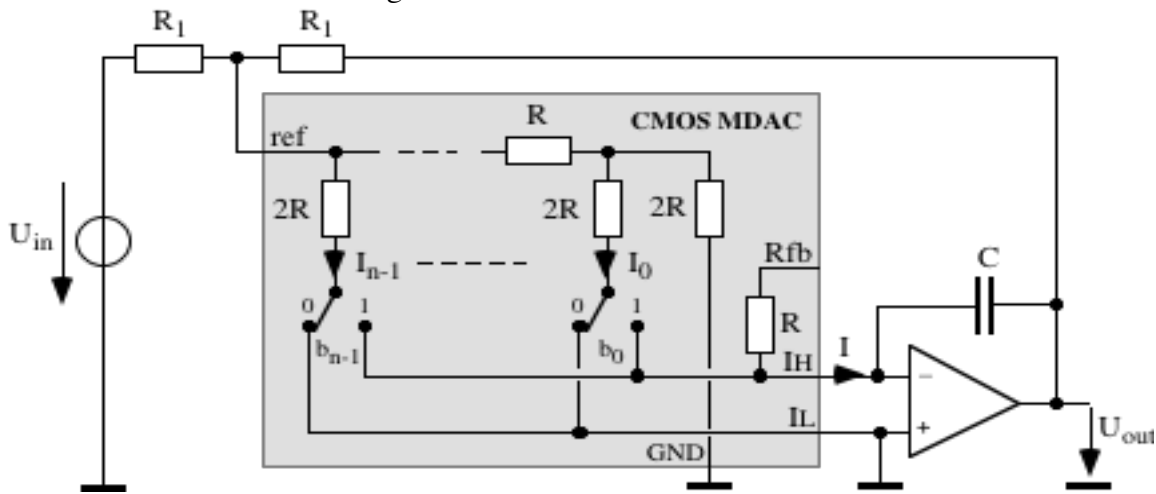 R1 R1
R CMOS MDAC
ref
2R 2R 2R
Uin
Rfb
In-1 I0 C
0 1 0 1 R I
bn-1 b0 IH −
IL +
GND Uout